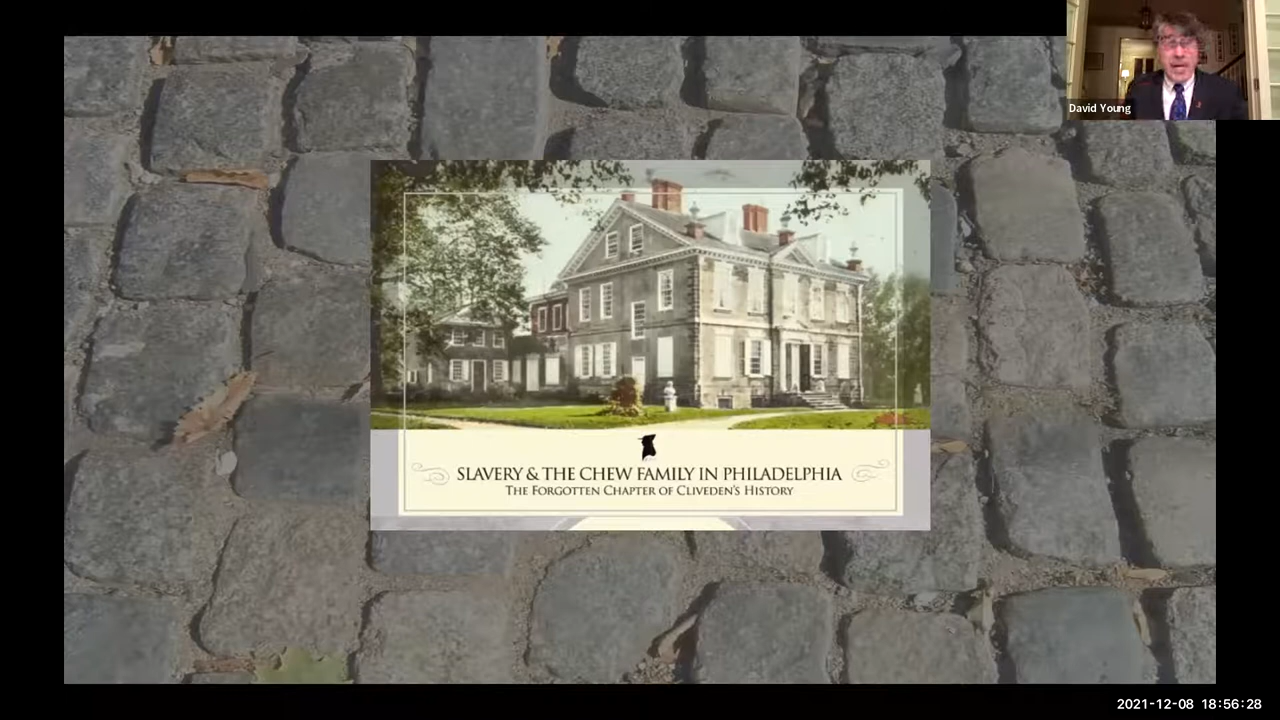 David Young
SLAVERY & THE CHEW FAMILY IN PHILADELPHIA
THE FORGOTTEN CHAPTER OF CLIVEDEN'S HISTORY
2021-12-08 18:56:28